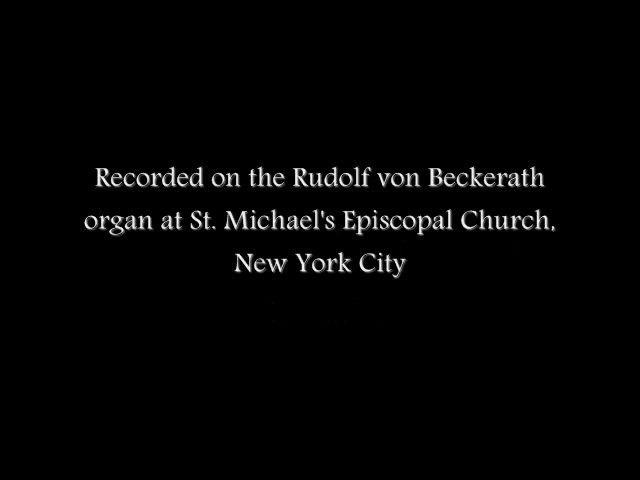 Recorded on the Rudolf von Beckerath
organ at St. Michael's Episcopal Church,
New York City